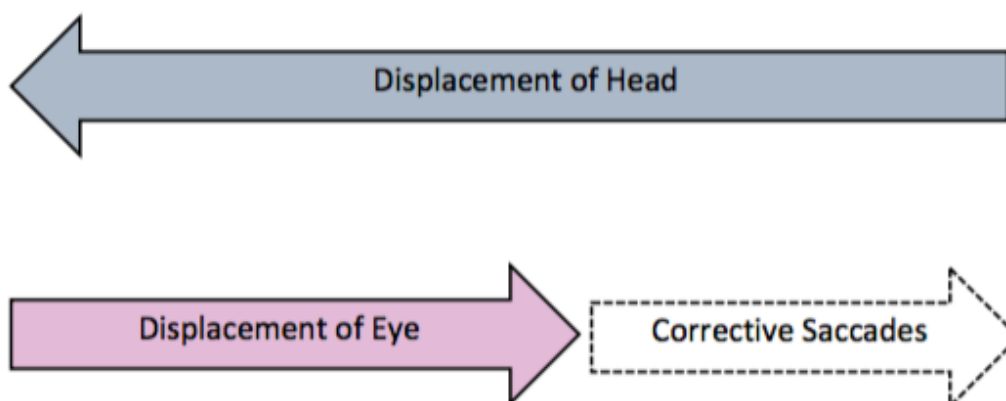 Displacement of Head
Displacement of Eye
Corrective Saccades